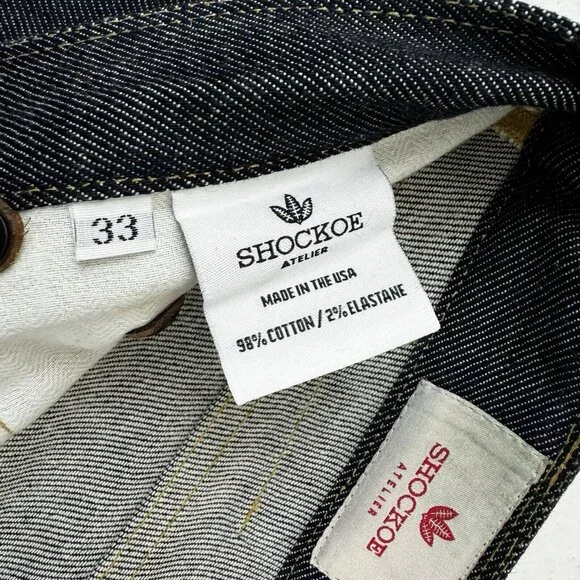 33
SHOCKOE
ATELIER
MADE IN THE USA
98% COTTON / 2% ELASTANE
SHOCKOE
ATELIER